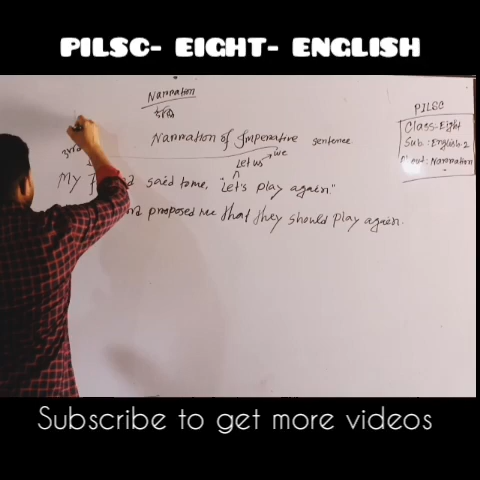 PILSC- EIGHT- ENGLISH
Narration
PILSC
Class-Eight
Sub.:English-2
Narration
Narration of Imperative sentence
Let us we
My said to me, "Let's play again."
proposed me that they should play again.
Subscribe to get more videos